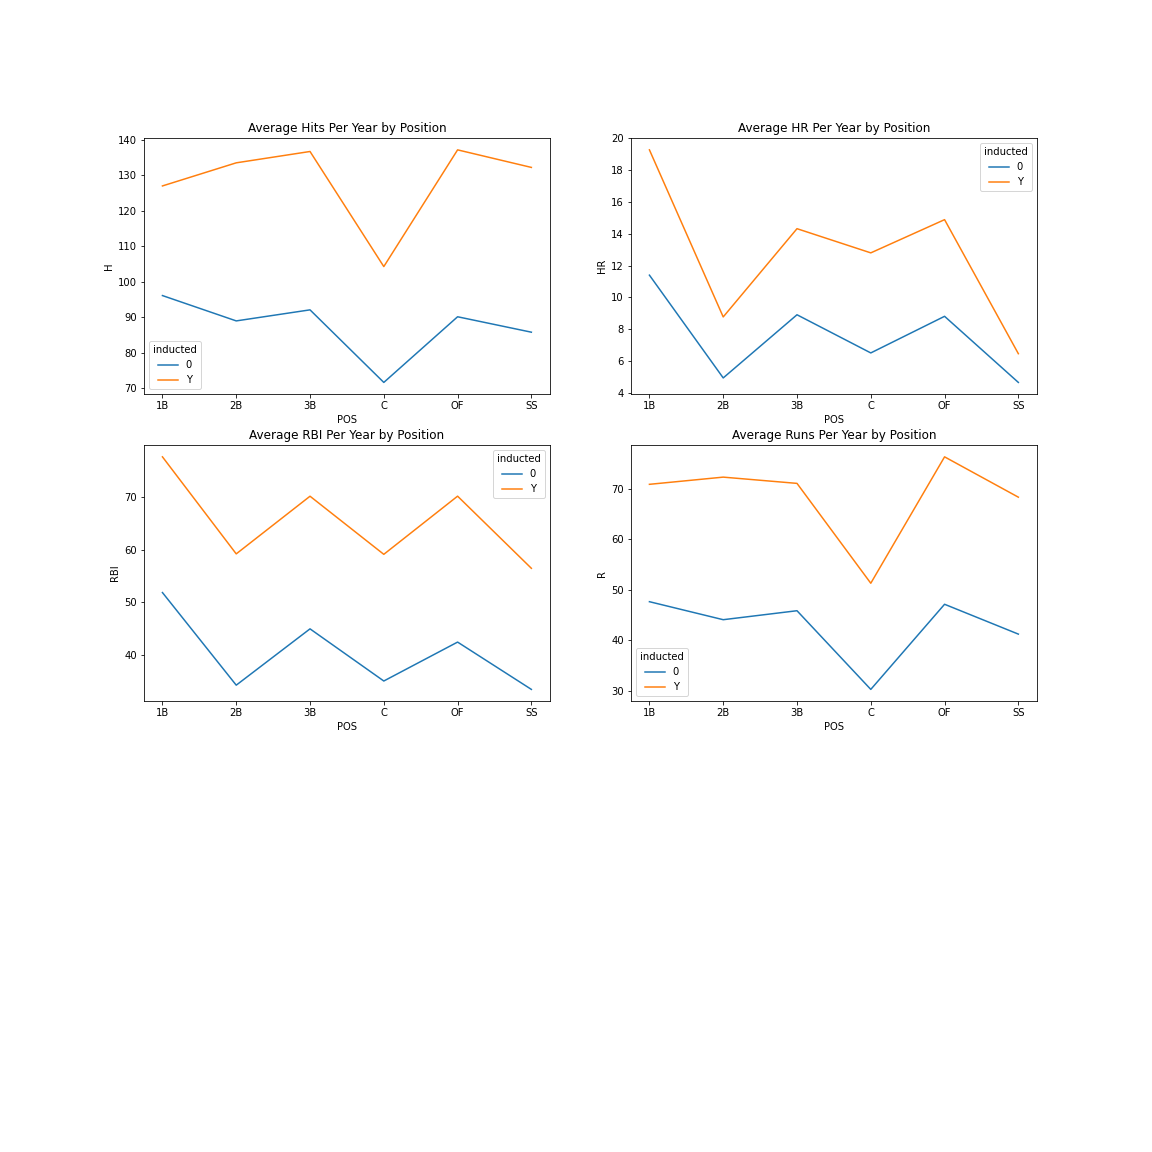 Average Hits Per Year by Position
140
130
120
110
100
90
80
70
H
inducted
0
Y
1B 2B 3B C OF SS
POS
Average HR Per Year by Position
20
18
16
14
12
10
8
6
4
HR
inducted
0
Y
1B 2B 3B C OF SS
POS
Average RBI Per Year by Position
70
60
50
40
RBI
inducted
0
Y
1B 2B 3B C OF SS
POS
Average Runs Per Year by Position
70
60
50
40
30
R
inducted
0
Y
1B 2B 3B C OF SS
POS